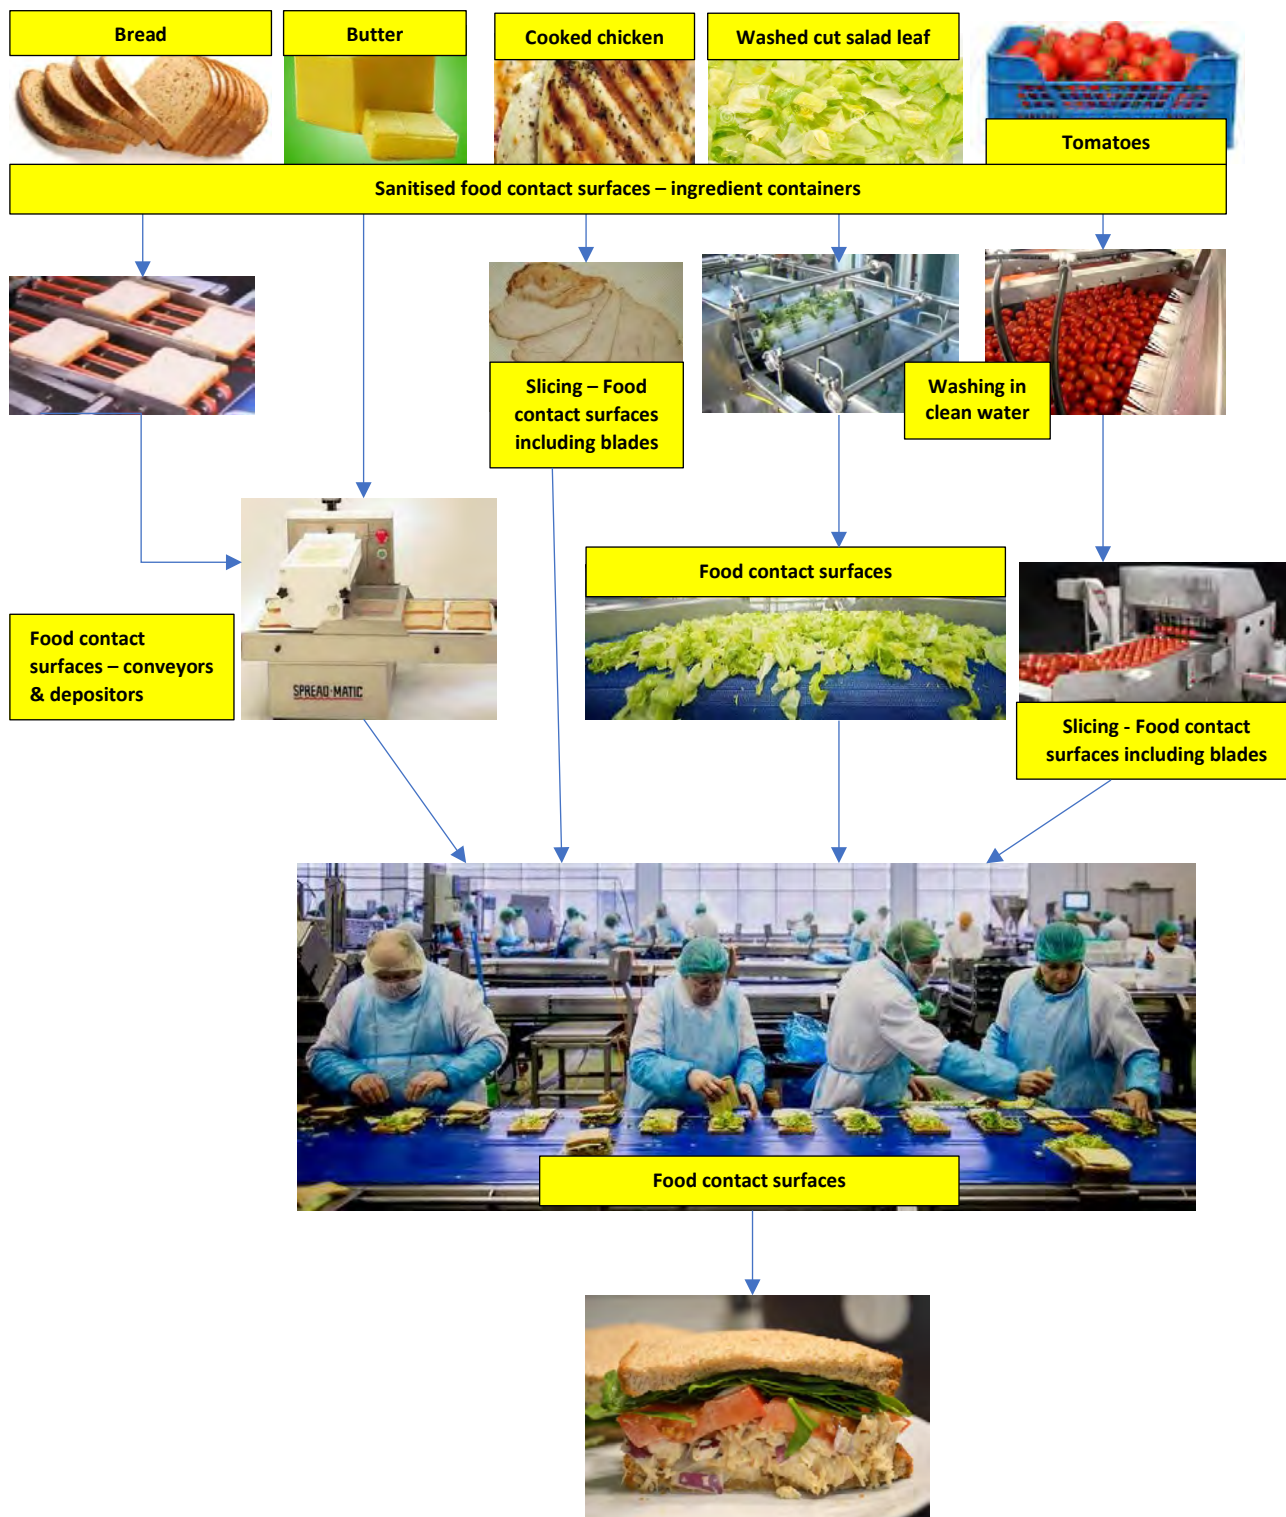 Bread
Butter
Cooked chicken
Washed cut salad leaf
Tomatoes
Sanitised food contact surfaces – ingredient containers
Slicing – Food
contact surfaces
including blades
Washing in
clean water
Food contact surfaces
Food contact
surfaces – conveyors
& depositors
SPREAD-MATIC
Slicing - Food contact
surfaces including blades
Food contact surfaces